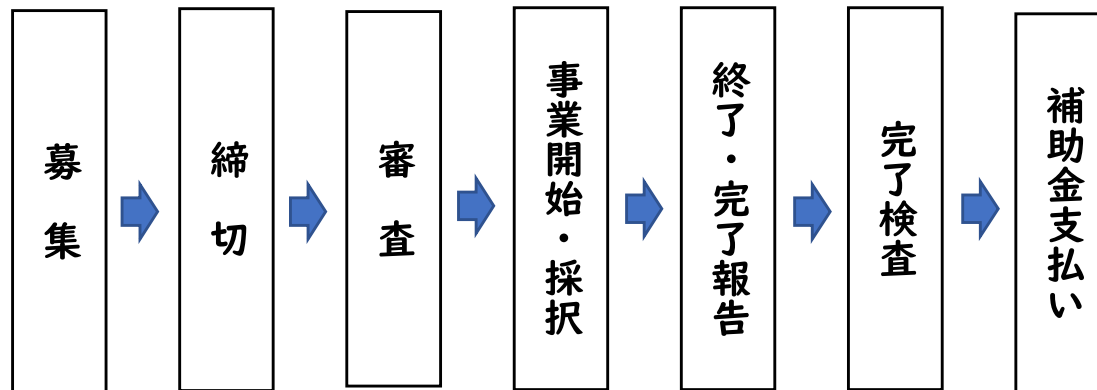 募集
締切
審査
事業開始・採択
終了・完了報告
完了検査
補助金支払い